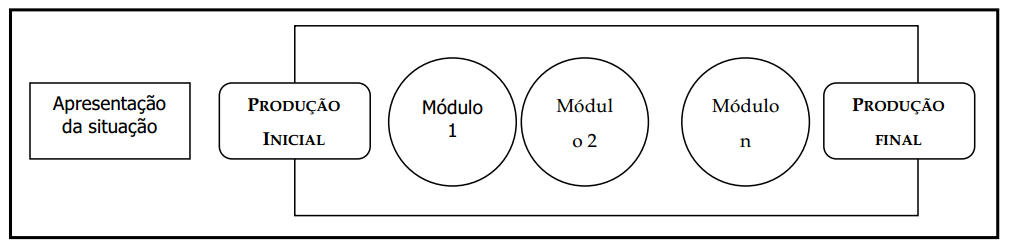 Apresentação
da situação
PRODUÇÃO
INICIAL
Módulo
1
Módul
o 2
Módulo
n
PRODUÇÃO
FINAL